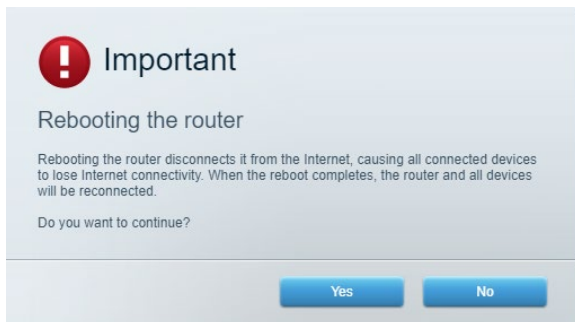 Important
Rebooting the router
Rebooting the router disconnects it from the Internet, causing all connected devices
to lose Internet connectivity. When the reboot completes, the router and all devices
will be reconnected.
Do you want to continue?
Yes
No